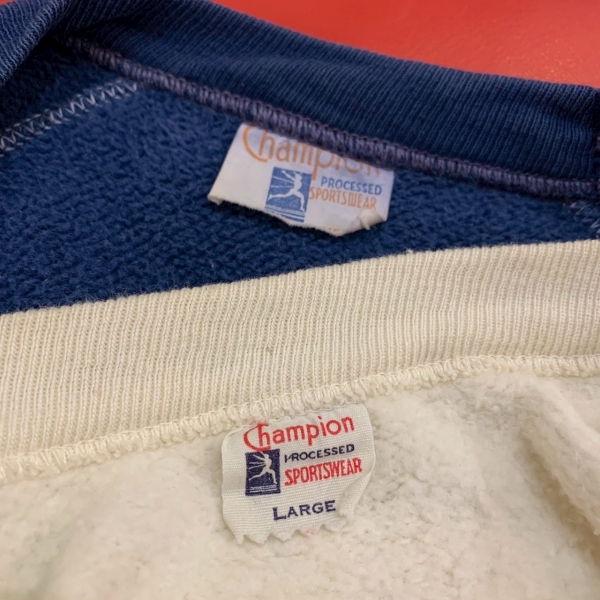 Champion
PROCESSED
SPORTSWEAR
Champion
PROCESSED
SPORTSWEAR
LARGE